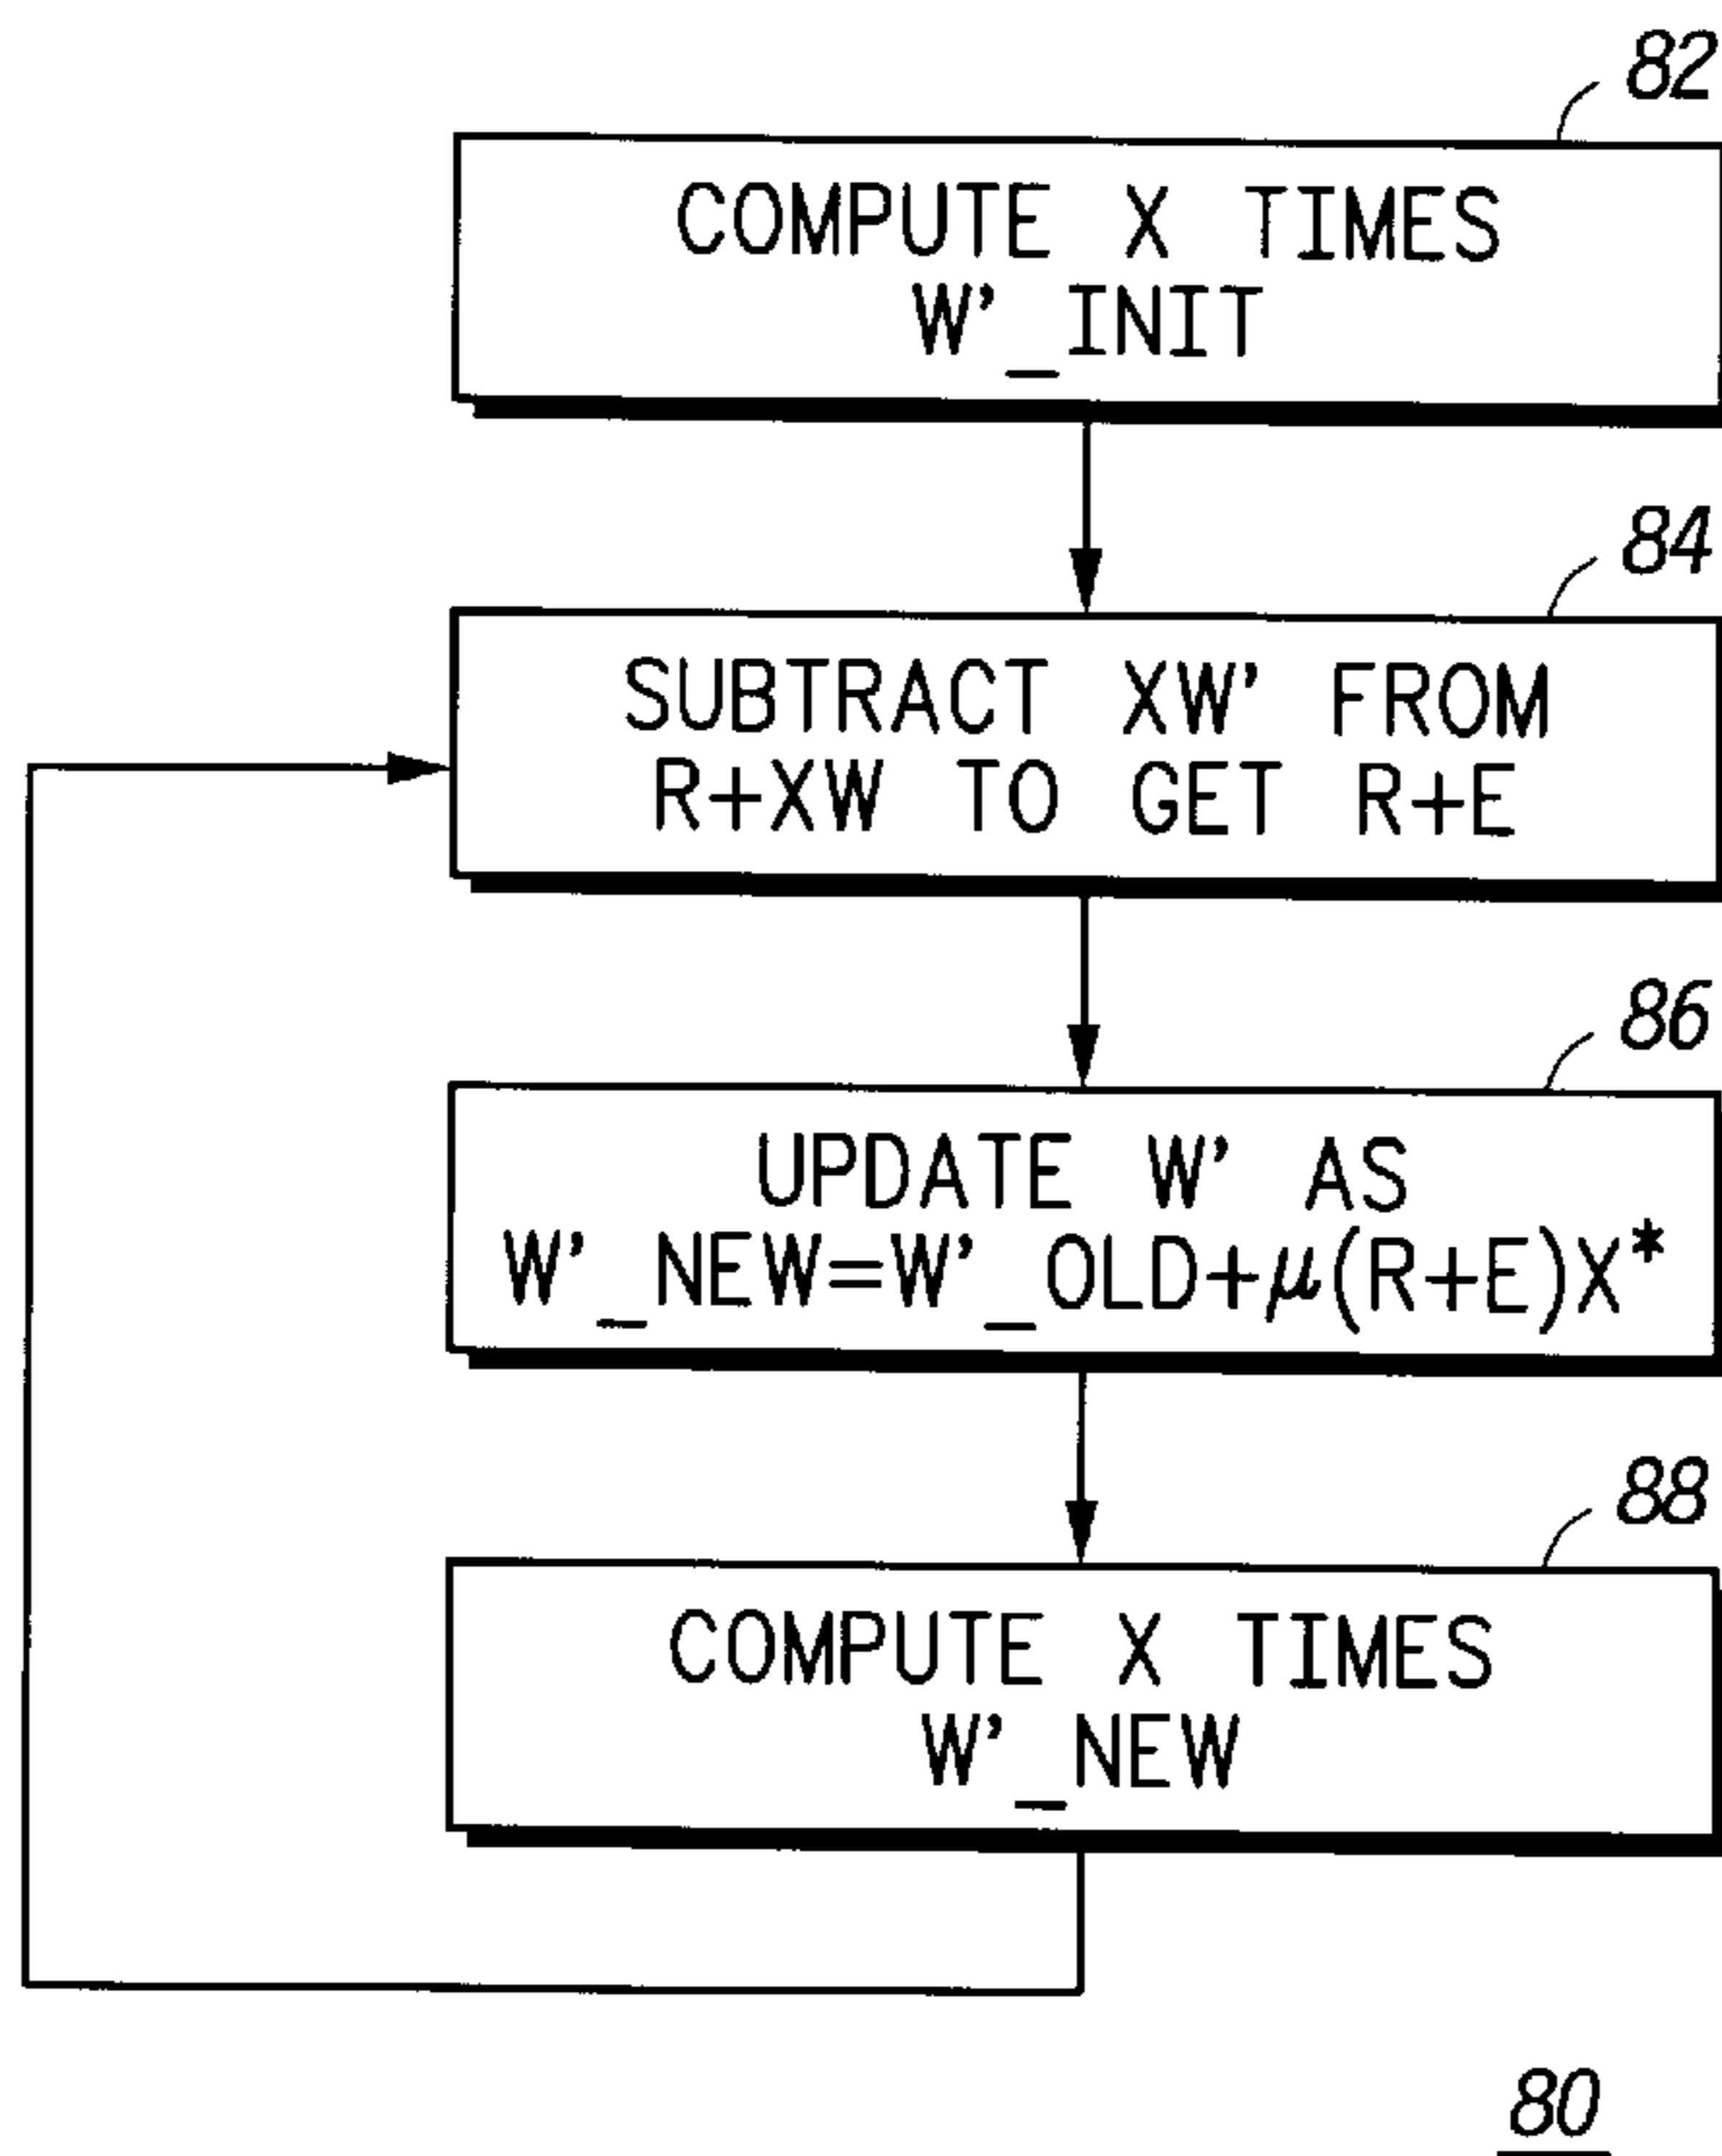 82
COMPUTE X TIMES
W'_INIT
84
SUBTRACT XW' FROM
R+XW TO GET R+E
86
UPDATE W' AS
W'_NEW=W'_OLD+μ(R+E)X*
88
COMPUTE X TIMES
W'_NEW
80